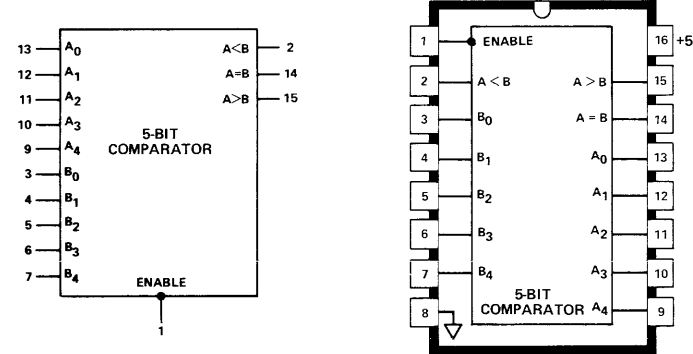 13 A0 A<B 2
12 A1 A=B 14
11 A2 A>B 15
10 A3
9 A4
5-BIT
COMPARATOR
3 B0
4 B1
5 B2
6 B3
7 B4
ENABLE
1
1 ENABLE 16 +5
2 A<B A>B 15
3 B0 A=B 14
4 B1 A0 13
5 B2 A1 12
6 B3 A2 11
7 B4 A3 10
5-BIT
COMPARATOR
8 A4 9